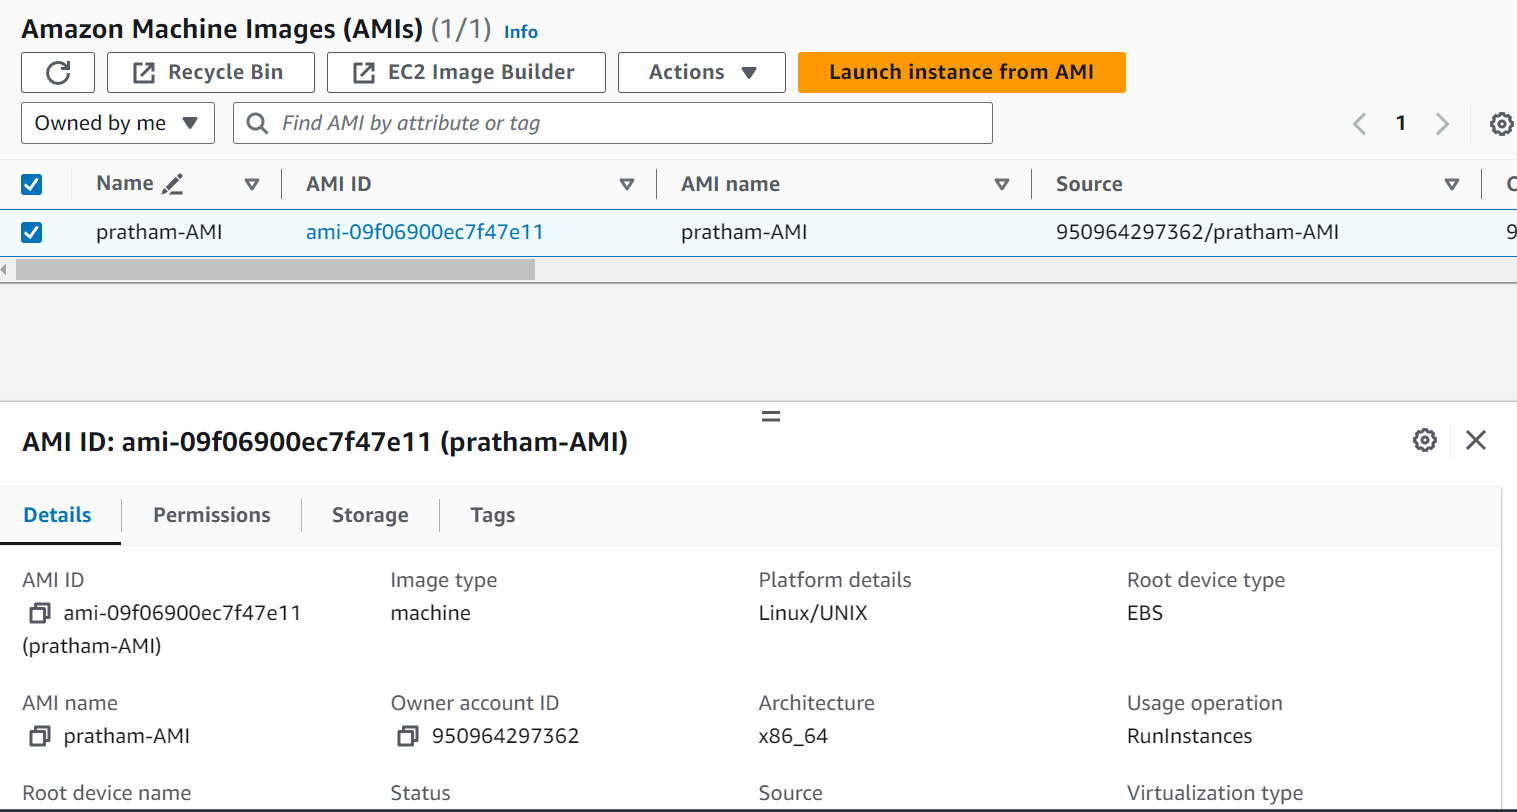 Amazon Machine Images (AMIs) (1/1) Info
Recycle Bin EC2 Image Builder Actions Launch instance from AMI
Owned by me Find AMI by attribute or tag 1
Name AMI ID AMI name Source
pratham-AMI ami-09f06900ec7f47e11 pratham-AMI 950964297362/pratham-AMI 9
AMI ID: ami-09f06900ec7f47e11 (pratham-AMI)
Details Permissions Storage Tags
AMI ID Image type Platform details Root device type
ami-09f06900ec7f47e11 machine Linux/UNIX EBS
(pratham-AMI)
AMI name Owner account ID Architecture Usage operation
pratham-AMI 950964297362 x86_64 RunInstances
Root device name Status Source Virtualization type